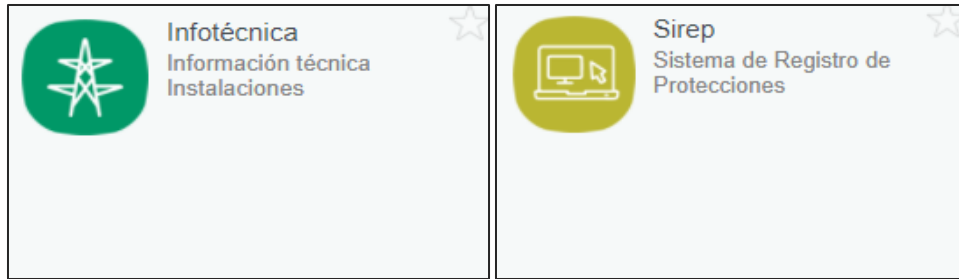 Infotécnica
Información técnica
Instalaciones
Sirep
Sistema de Registro de
Protecciones